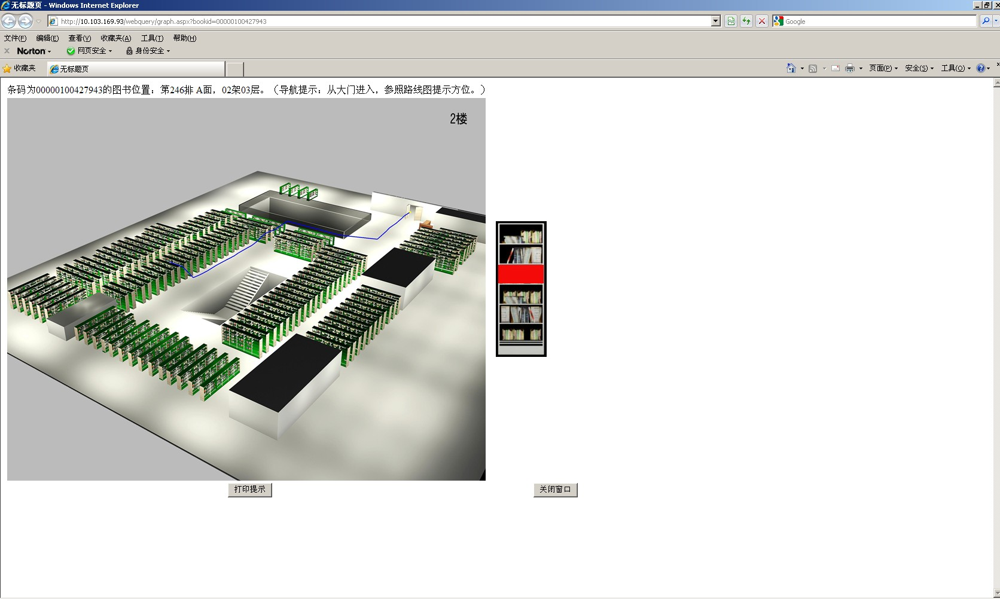 无标题页 - Windows Internet Explorer
http://10.103.169.93/webquery/graph.aspx?bookid=00000100427943
Google
文件(F) 编辑(E) 查看(V) 收藏夹(A) 工具(T) 帮助(H)
x Norton 网页安全 身份安全
收藏夹 无标题页 页面(P) 安全(S) 工具(O)
条码为00000100427943的图书位置：第246排 A面，02架03层。（导航提示：从大门进入，参照路线图提示方位。）
2楼
打印提示 关闭窗口